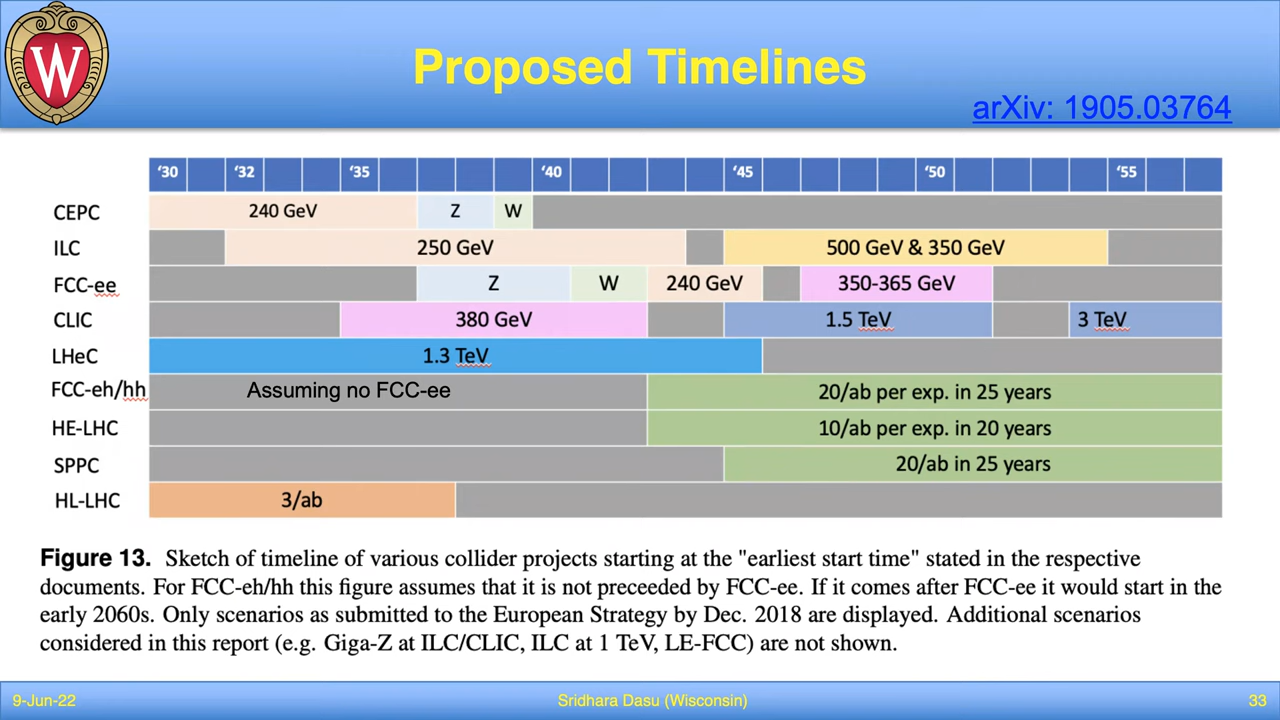 W
Proposed Timelines
arXiv: 1905.03764
‘30 ‘32 ‘35 ‘40 ‘45 ‘50 ‘55
CEPC 240 GeV Z W
ILC 250 GeV 500 GeV & 350 GeV
FCC-ee Z W 240 GeV 350-365 GeV
CLIC 380 GeV 1.5 TeV 3 TeV
LHeC 1.3 TeV
FCC-eh/hh Assuming no FCC-ee 20/ab per exp. in 25 years
HE-LHC 10/ab per exp. in 20 years
SPPC 20/ab in 25 years
HL-LHC 3/ab
Figure 13. Sketch of timeline of various collider projects starting at the "earliest start time" stated in the respective
documents. For FCC-eh/hh this figure assumes that it is not preceeded by FCC-ee. If it comes after FCC-ee it would start in the
early 2060s. Only scenarios as submitted to the European Strategy by Dec. 2018 are displayed. Additional scenarios
considered in this report (e.g. Giga-Z at ILC/CLIC, ILC at 1 TeV, LE-FCC) are not shown.
9-Jun-22 Sridhara Dasu (Wisconsin) 33